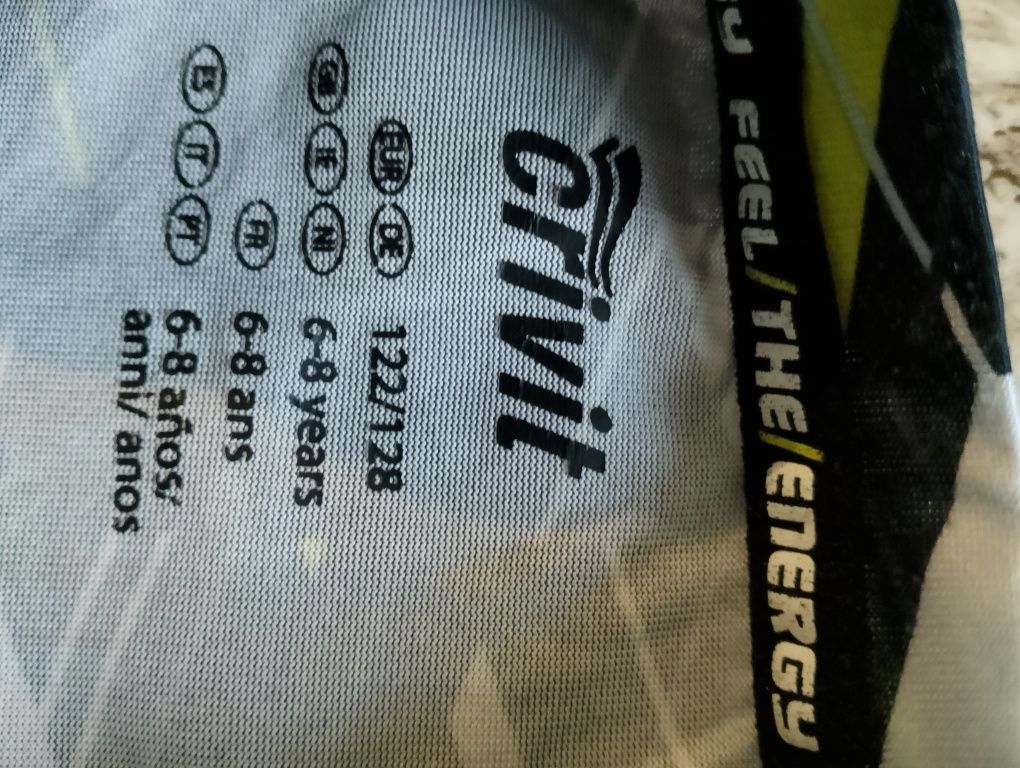 GY FEEL/THE/ENERGY
crivit
EUR DE 122/128
GB IE NI 6-8 years
FR 6-8 ans
ES IT PT 6-8 años/
anni/ anos